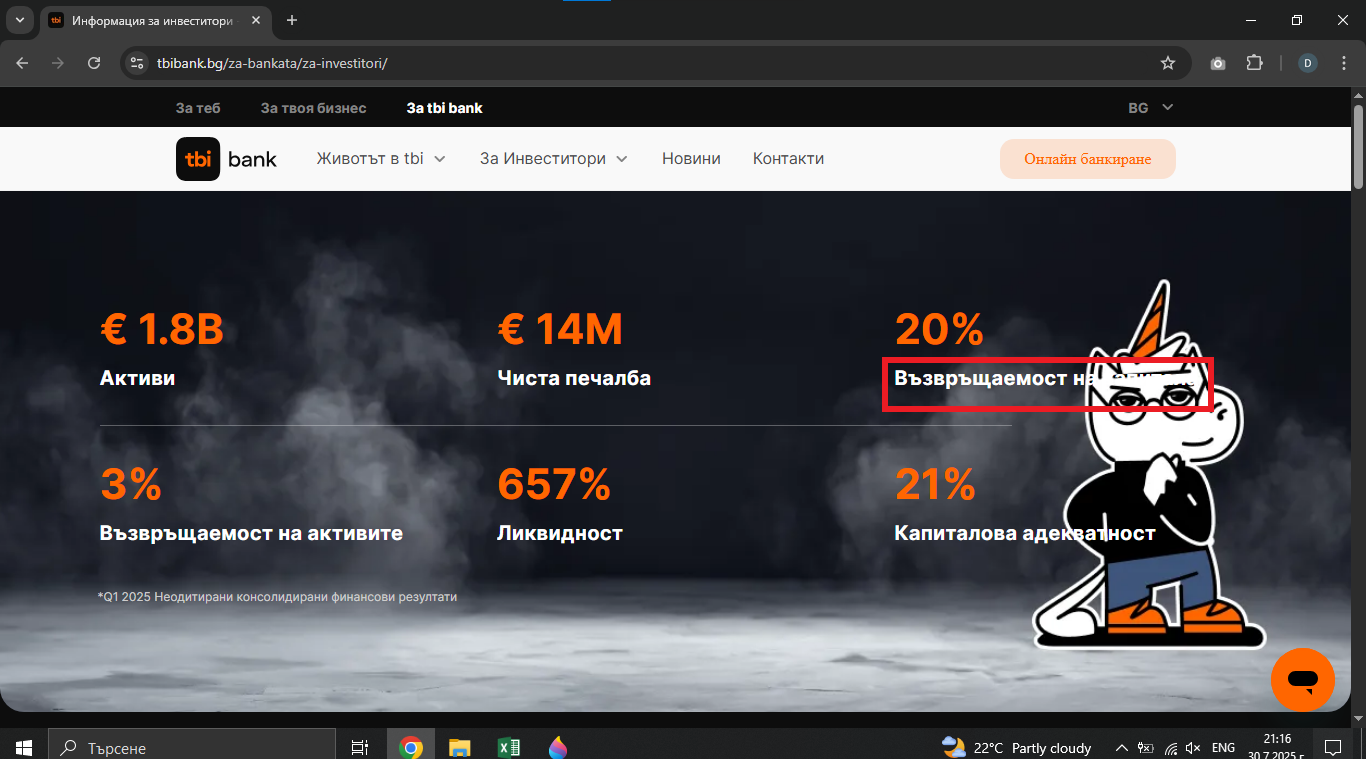 tbi Информация за инвеститори
tbibank.bg/za-bankata/za-investitori/
D
За теб За твоя бизнес За tbi bank BG
tbi bank Животът в tbi За Инвеститори Новини Контакти Онлайн банкиране
€ 1.8B € 14M 20%
Активи Чиста печалба Възвръщаемост на
3% 657% 21%
Възвръщаемост на активите Ликвидност Капиталова адекватност
*Q1 2025 Неодитирани консолидирани финансови резултати
Търсене 22°C Partly cloudy ENG 21:16
30.7.2025 г.